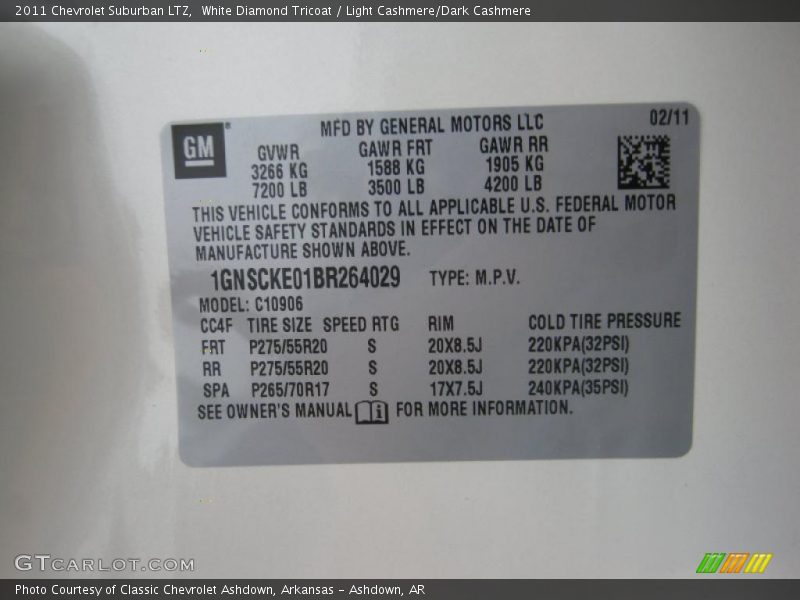 2011 Chevrolet Suburban LTZ, White Diamond Tricoat / Light Cashmere/Dark Cashmere
GM®
MFD BY GENERAL MOTORS LLC 02/11
GVWR GAWR FRT GAWR RR
3266 KG 1588 KG 1905 KG
7200 LB 3500 LB 4200 LB
THIS VEHICLE CONFORMS TO ALL APPLICABLE U.S. FEDERAL MOTOR
VEHICLE SAFETY STANDARDS IN EFFECT ON THE DATE OF
MANUFACTURE SHOWN ABOVE.
1GNSCKE01BR264029 TYPE: M.P.V.
MODEL: C10906
CC4F TIRE SIZE SPEED RTG RIM COLD TIRE PRESSURE
FRT P275/55R20 S 20X8.5J 220KPA(32PSI)
RR P275/55R20 S 20X8.5J 220KPA(32PSI)
SPA P265/70R17 S 17X7.5J 240KPA(35PSI)
SEE OWNER'S MANUAL i FOR MORE INFORMATION.
GTCARLOT.COM
Photo Courtesy of Classic Chevrolet Ashdown, Arkansas - Ashdown, AR